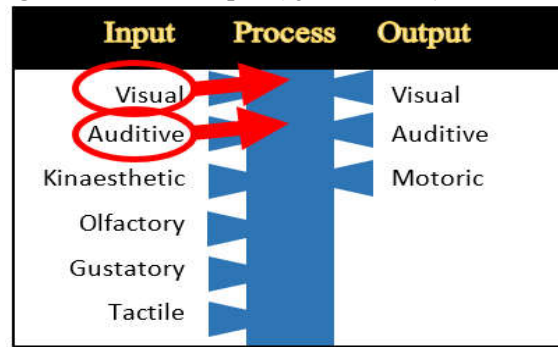 Input Process Output
Visual Visual
Auditive Auditive
Kinaesthetic Motoric
Olfactory
Gustatory
Tactile